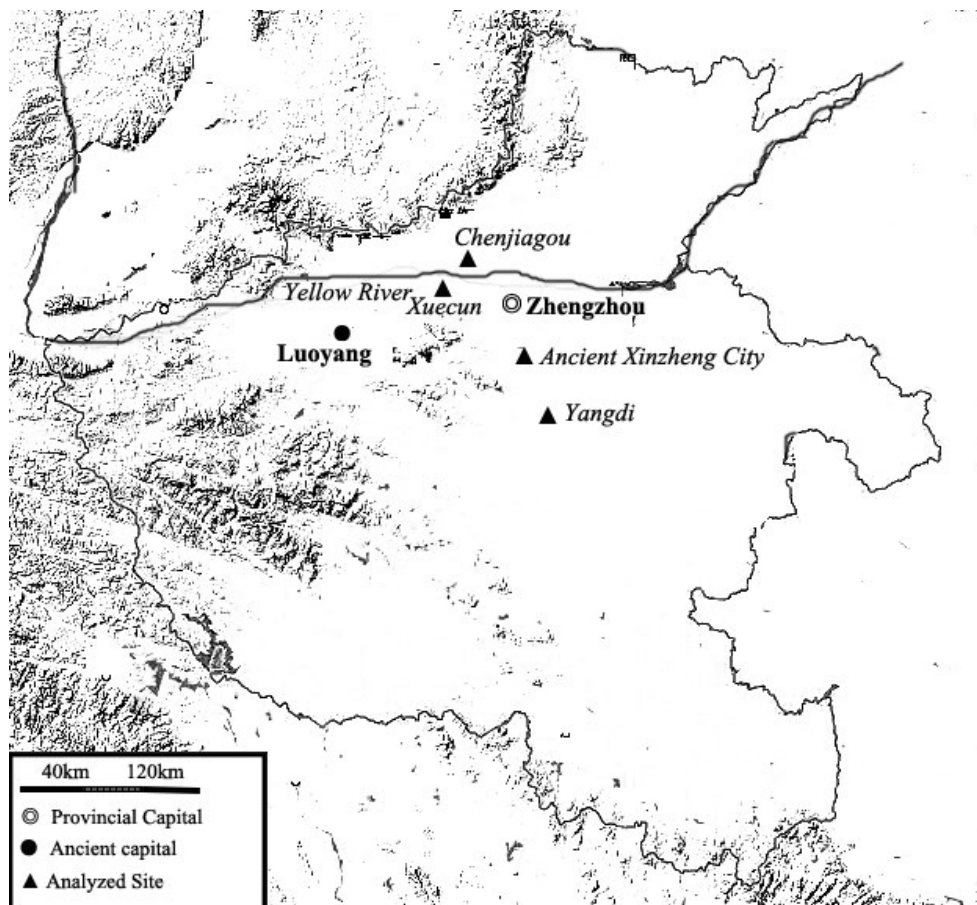 Chenjiagou
Yellow River
Xuecun
Zhengzhou
Luoyang
Ancient Xinzheng City
Yangdi
40km 120km
Provincial Capital
Ancient capital
Analyzed Site